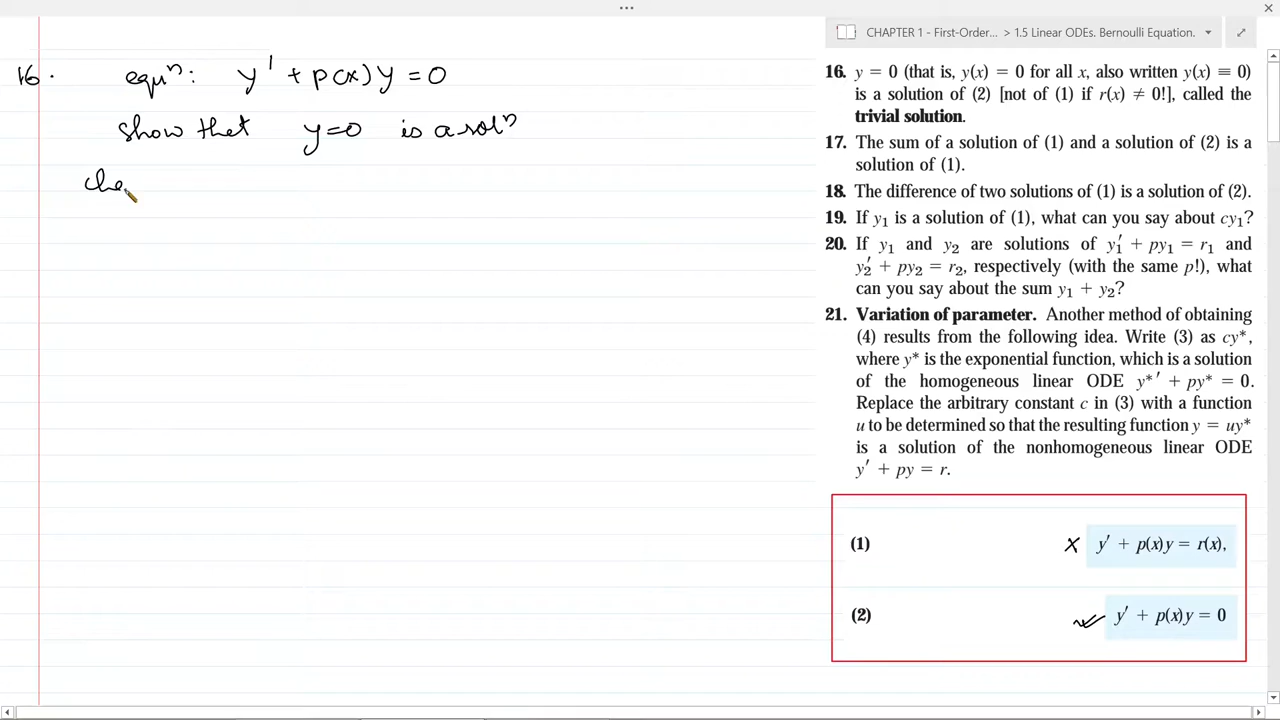 CHAPTER 1 - First-Order... > 1.5 Linear ODEs. Bernoulli Equation.
16. equⁿ: y' + p(x)y = 0
show that y=0 is a solⁿ
che
16. y = 0 (that is, y(x) = 0 for all x, also written y(x) ≡ 0)
is a solution of (2) [not of (1) if r(x) ≠ 0!], called the
trivial solution.
17. The sum of a solution of (1) and a solution of (2) is a
solution of (1).
18. The difference of two solutions of (1) is a solution of (2).
19. If y₁ is a solution of (1), what can you say about cy₁?
20. If y₁ and y₂ are solutions of y₁' + py₁ = r₁ and
y₂' + py₂ = r₂, respectively (with the same p!), what
can you say about the sum y₁ + y₂?
21. Variation of parameter. Another method of obtaining
(4) results from the following idea. Write (3) as cy*,
where y* is the exponential function, which is a solution
of the homogeneous linear ODE y*' + py* = 0.
Replace the arbitrary constant c in (3) with a function
u to be determined so that the resulting function y = uy*
is a solution of the nonhomogeneous linear ODE
y' + py = r.
(1) × y' + p(x)y = r(x),
(2) y' + p(x)y = 0